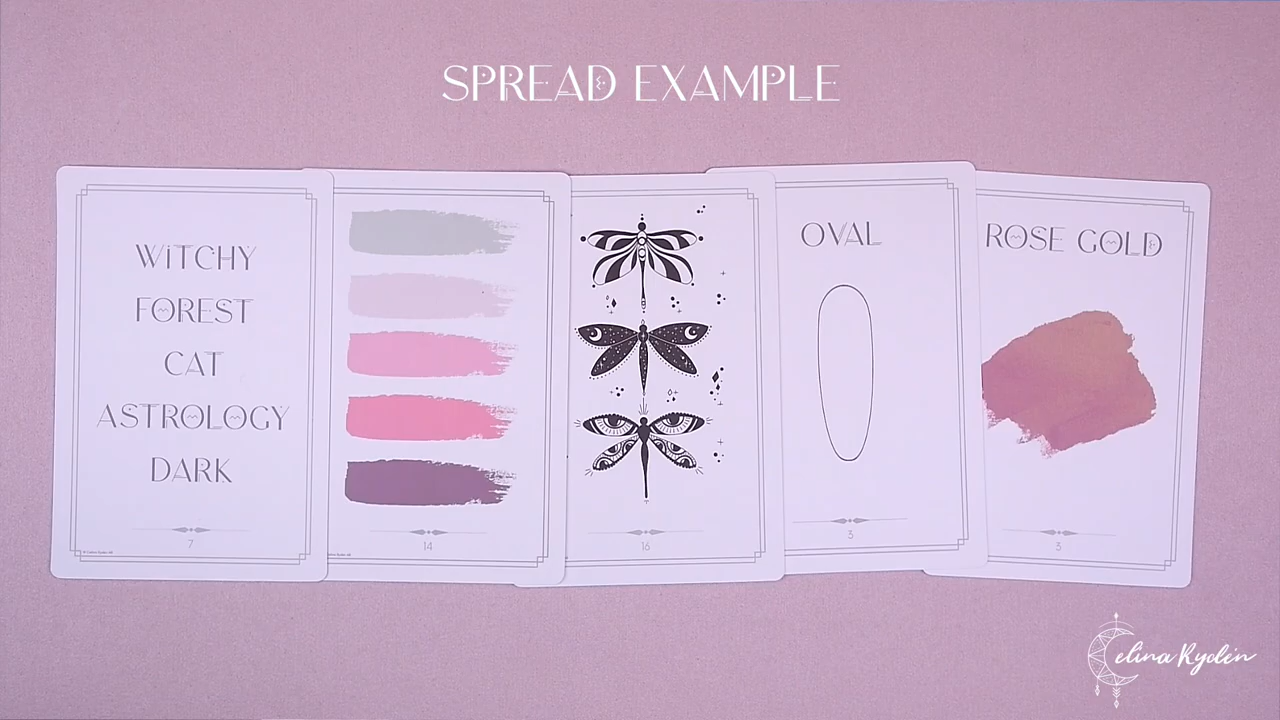 SPREAD EXAMPLE
WITCHY
FOREST
CAT
ASTROLOGY
DARK
7
14
16
OVAL
3
ROSE GOLD
3
Celina Rydén